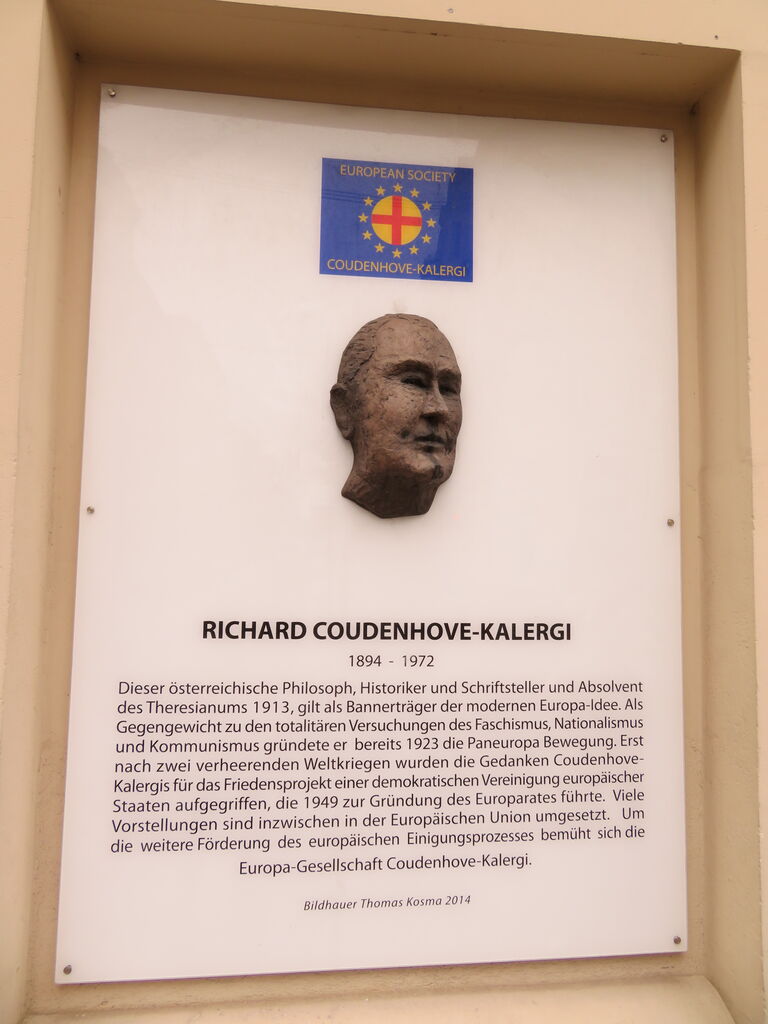 EUROPEAN SOCIETY
COUDENHOVE-KALERGI
RICHARD COUDENHOVE-KALERGI
1894 - 1972
Dieser österreichische Philosoph, Historiker und Schriftsteller und Absolvent
des Theresianums 1913, gilt als Bannerträger der modernen Europa-Idee. Als
Gegengewicht zu den totalitären Versuchungen des Faschismus, Nationalismus
und Kommunismus gründete er bereits 1923 die Paneuropa Bewegung. Erst
nach zwei verheerenden Weltkriegen wurden die Gedanken Coudenhove-
Kalergis für das Friedensprojekt einer demokratischen Vereinigung europäischer
Staaten aufgegriffen, die 1949 zur Gründung des Europarates führte. Viele
Vorstellungen sind inzwischen in der Europäischen Union umgesetzt. Um
die weitere Förderung des europäischen Einigungsprozesses bemüht sich die
Europa-Gesellschaft Coudenhove-Kalergi.
Bildhauer Thomas Kosma 2014